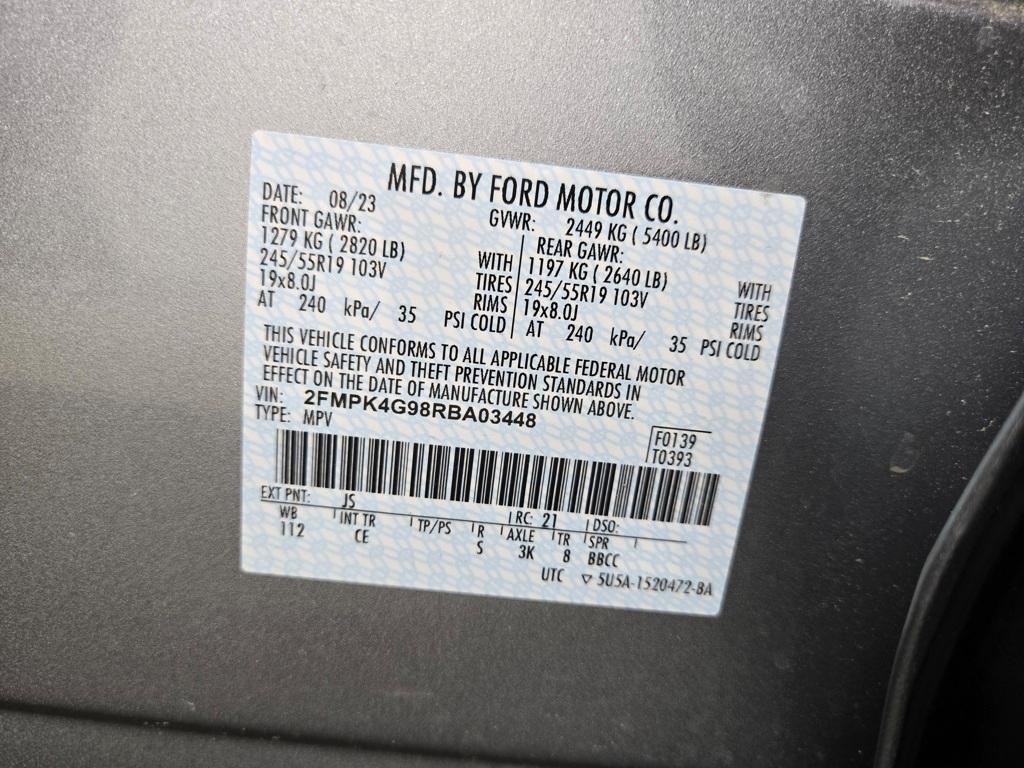 MFD. BY FORD MOTOR CO.
DATE: 08/23 GVWR: 2449 KG ( 5400 LB)
FRONT GAWR: REAR GAWR:
1279 KG ( 2820 LB) WITH 1197 KG ( 2640 LB) WITH
245/55R19 103V TIRES 245/55R19 103V TIRES
19x8.0J RIMS 19x8.0J RIMS
AT 240 kPa/ 35 PSI COLD AT 240 kPa/ 35 PSI COLD
THIS VEHICLE CONFORMS TO ALL APPLICABLE FEDERAL MOTOR
VEHICLE SAFETY AND THEFT PREVENTION STANDARDS IN
EFFECT ON THE DATE OF MANUFACTURE SHOWN ABOVE.
VIN: 2FMPK4G98RBA03448
TYPE: MPV
F0139
T0393
EXT PNT: JS RC: 21 DSO:
WB INT TR TP/PS R AXLE TR SPR
112 CE S 3K 8 BBCC
UTC ▽ 5U5A-1520472-BA